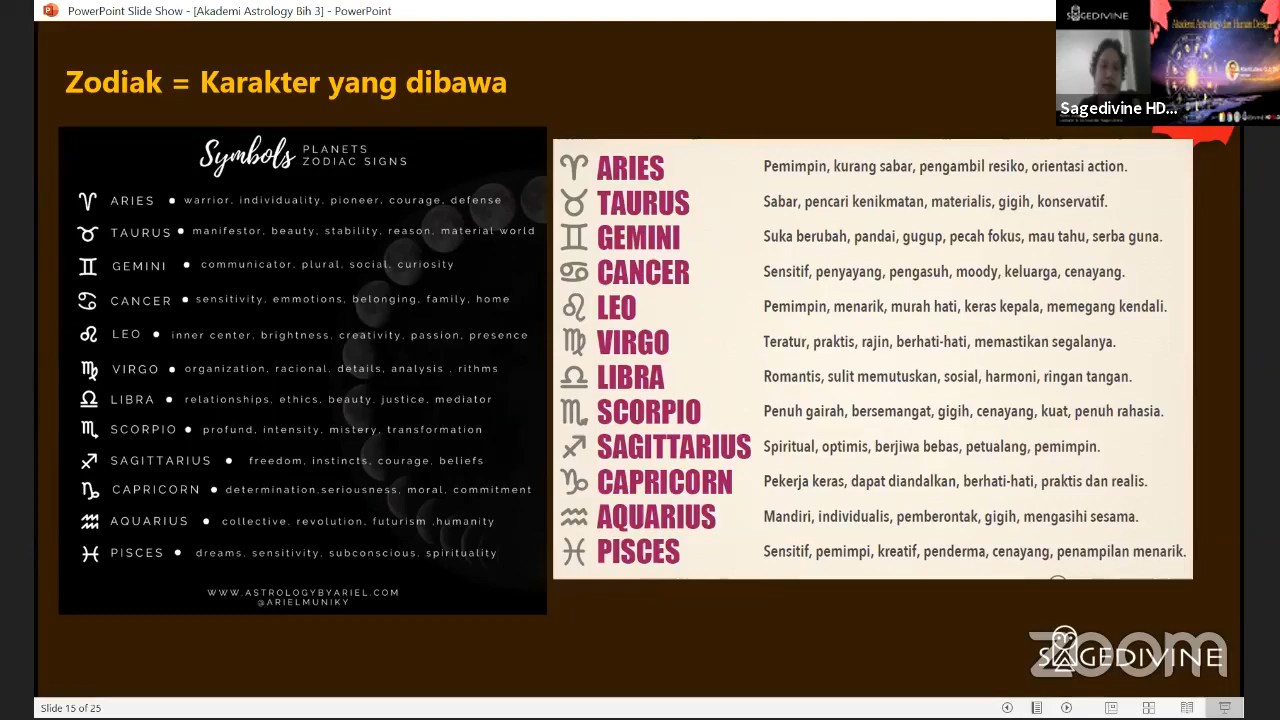 PowerPoint Slide Show - [Akademi Astrology Bih 3] - PowerPoint
SAGEDIVINE
Akademi Astrology dan Human Design
Sagedivine HD...
Zodiak = Karakter yang dibawa
Symbols PLANETS
ZODIAC SIGNS
ARIES • warrior, individuality, pioneer, courage, defense
TAURUS • manifestor, beauty, stability, reason, material world
GEMINI • communicator, plural, social, curiosity
CANCER • sensitivity, emmotions, belonging, family, home
LEO • inner center, brightness, creativity, passion, presence
VIRGO • organization, racional, details, analysis , rithms
LIBRA • relationships, ethics, beauty, justice, mediator
SCORPIO • profund, intensity, mistery, transformation
SAGITTARIUS • freedom, instincts, courage, beliefs
CAPRICORN • determination,seriousness, moral, commitment
AQUARIUS • collective, revolution, futurism ,humanity
PISCES • dreams, sensitivity, subconscious, spirituality
WWW.ASTROLOGYBYARIEL.COM
@ARIELMUNIKY
ARIES Pemimpin, kurang sabar, pengambil resiko, orientasi action.
TAURUS Sabar, pencari kenikmatan, materialis, gigih, konservatif.
GEMINI Suka berubah, pandai, gugup, pecah fokus, mau tahu, serba guna.
CANCER Sensitif, penyayang, pengasuh, moody, keluarga, cenayang.
LEO Pemimpin, menarik, murah hati, keras kepala, memegang kendali.
VIRGO Teratur, praktis, rajin, berhati-hati, memastikan segalanya.
LIBRA Romantis, sulit memutuskan, sosial, harmoni, ringan tangan.
SCORPIO Penuh gairah, bersemangat, gigih, cenayang, kuat, penuh rahasia.
SAGITTARIUS Spiritual, optimis, berjiwa bebas, petualang, pemimpin.
CAPRICORN Pekerja keras, dapat diandalkan, berhati-hati, praktis dan realis.
AQUARIUS Mandiri, individualis, pemberontak, gigih, mengasihi sesama.
PISCES Sensitif, pemimpi, kreatif, penderma, cenayang, penampilan menarik.
zoom
SAGEDIVINE
Slide 15 of 25